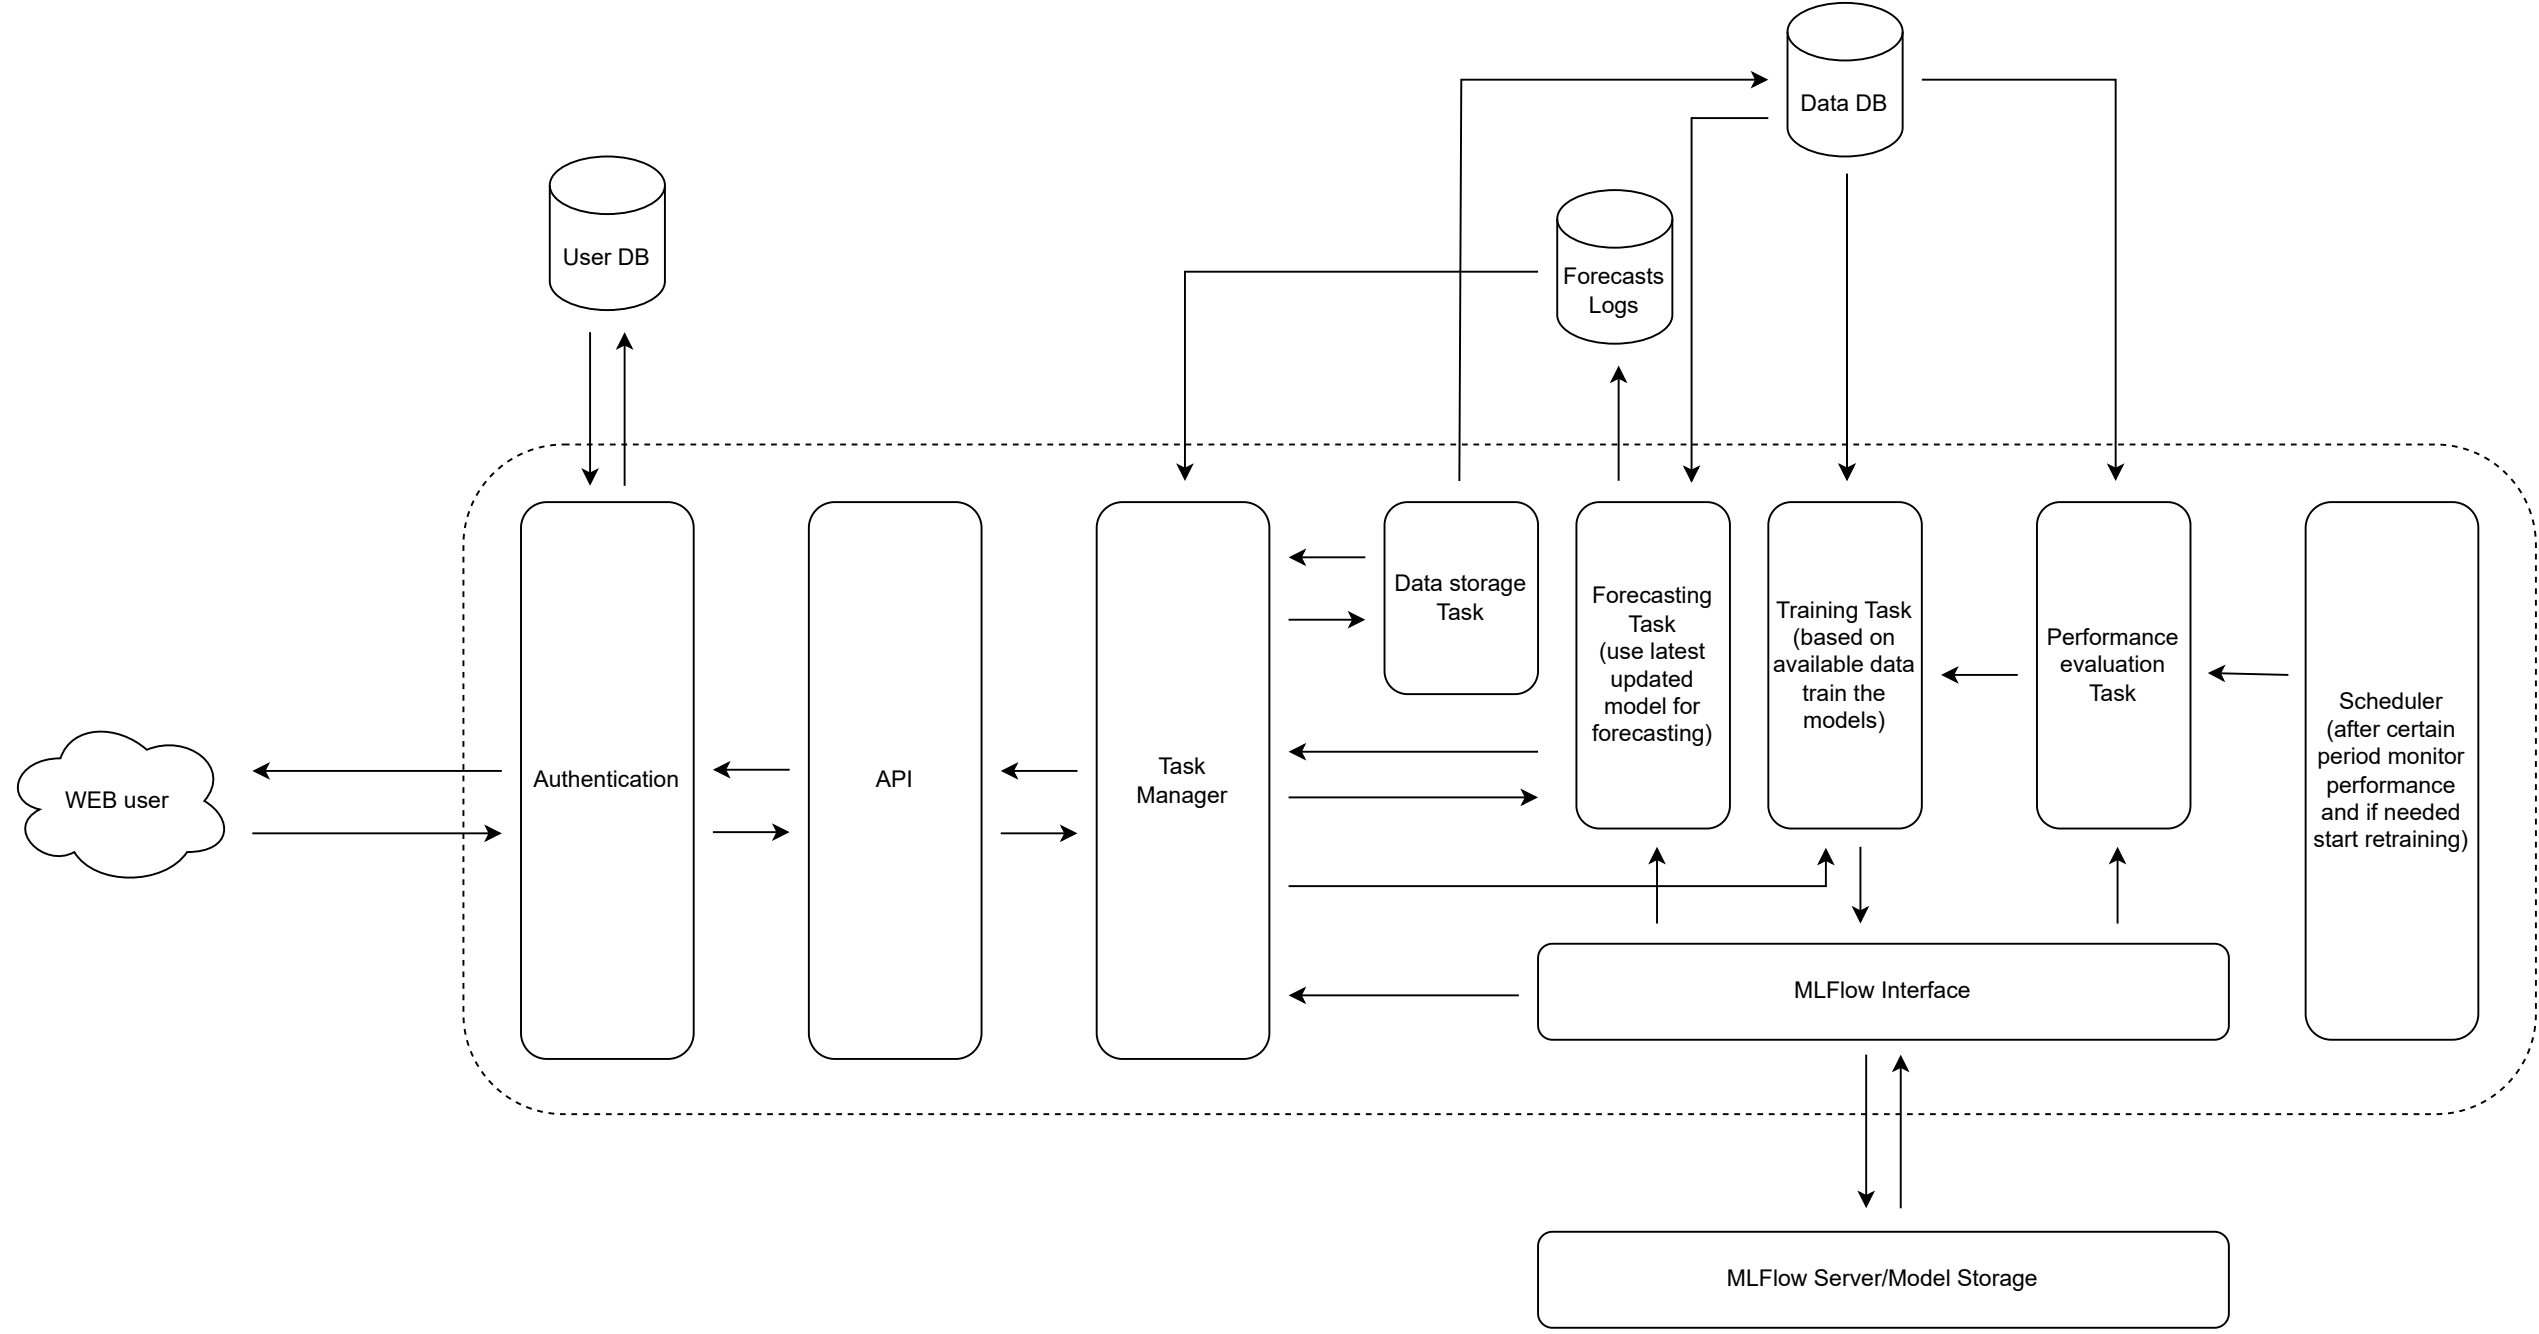 Data DB
User DB
Forecasts
Logs
Data storage
Task
Forecasting
Task
(use latest
updated
model for
forecasting)
Training Task
(based on
available data
train the
models)
Performance
evaluation
Task
Scheduler
(after certain
period monitor
performance
and if needed
start retraining)
WEB user
Authentication
API
Task
Manager
MLFlow Interface
MLFlow Server/Model Storage